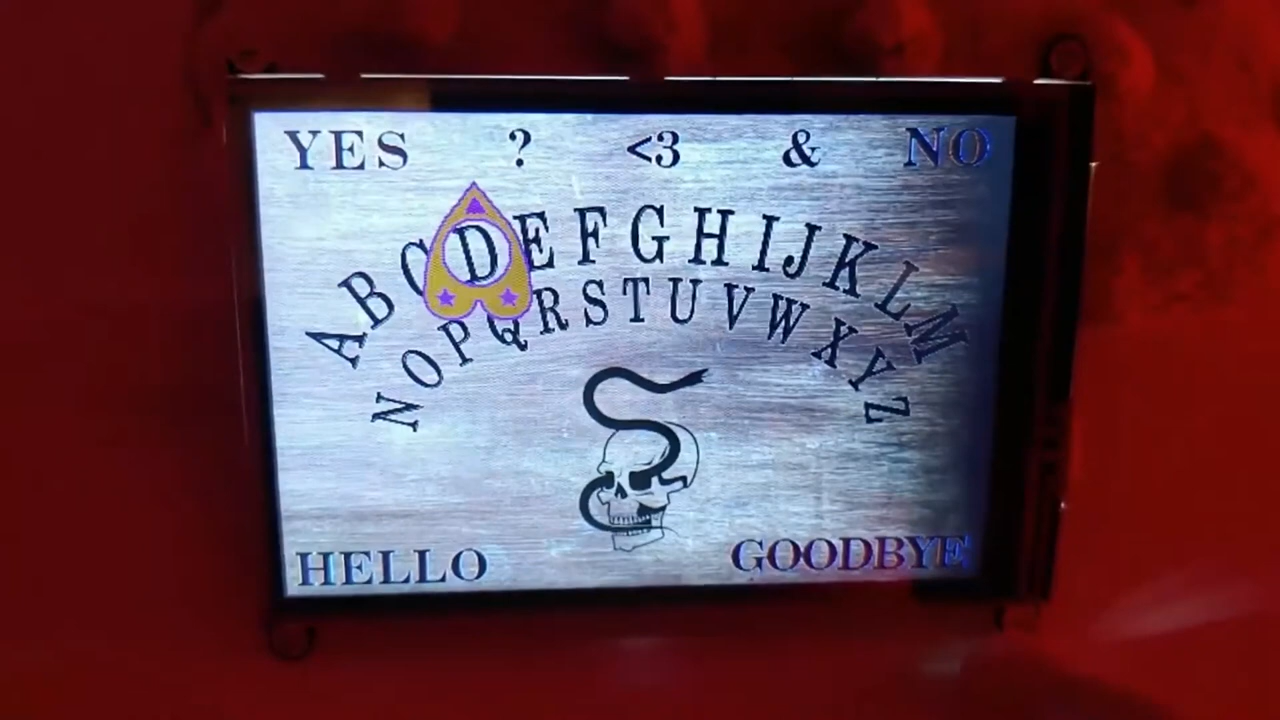 YES ? <3 & NO
ABCDEFGHIJKLM
NOPQRSTUVWXYZ
HELLO GOODBYE